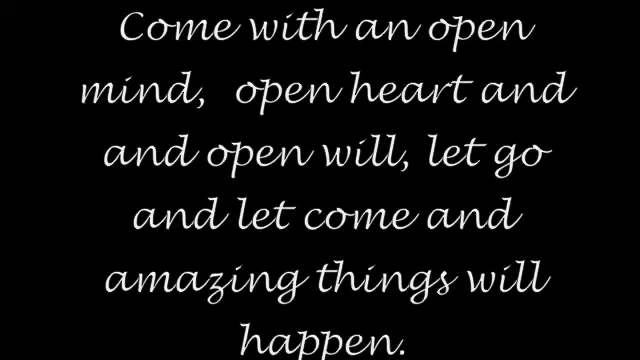 Come with an open
mind, open heart and
and open will, let go
and let come and
amazing things will
happen.